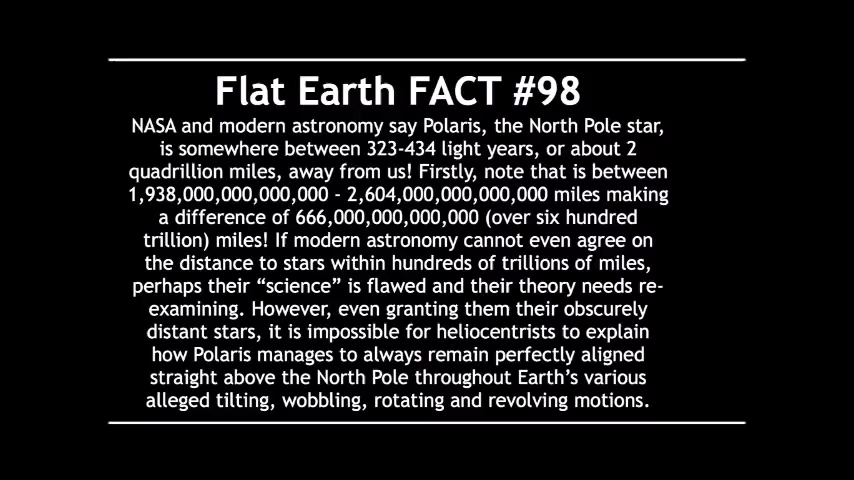 Flat Earth FACT #98
NASA and modern astronomy say Polaris, the North Pole star,
is somewhere between 323-434 light years, or about 2
quadrillion miles, away from us! Firstly, note that is between
1,938,000,000,000,000 - 2,604,000,000,000,000 miles making
a difference of 666,000,000,000,000 (over six hundred
trillion) miles! If modern astronomy cannot even agree on
the distance to stars within hundreds of trillions of miles,
perhaps their “science” is flawed and their theory needs re-
examining. However, even granting them their obscurely
distant stars, it is impossible for heliocentrists to explain
how Polaris manages to always remain perfectly aligned
straight above the North Pole throughout Earth’s various
alleged tilting, wobbling, rotating and revolving motions.